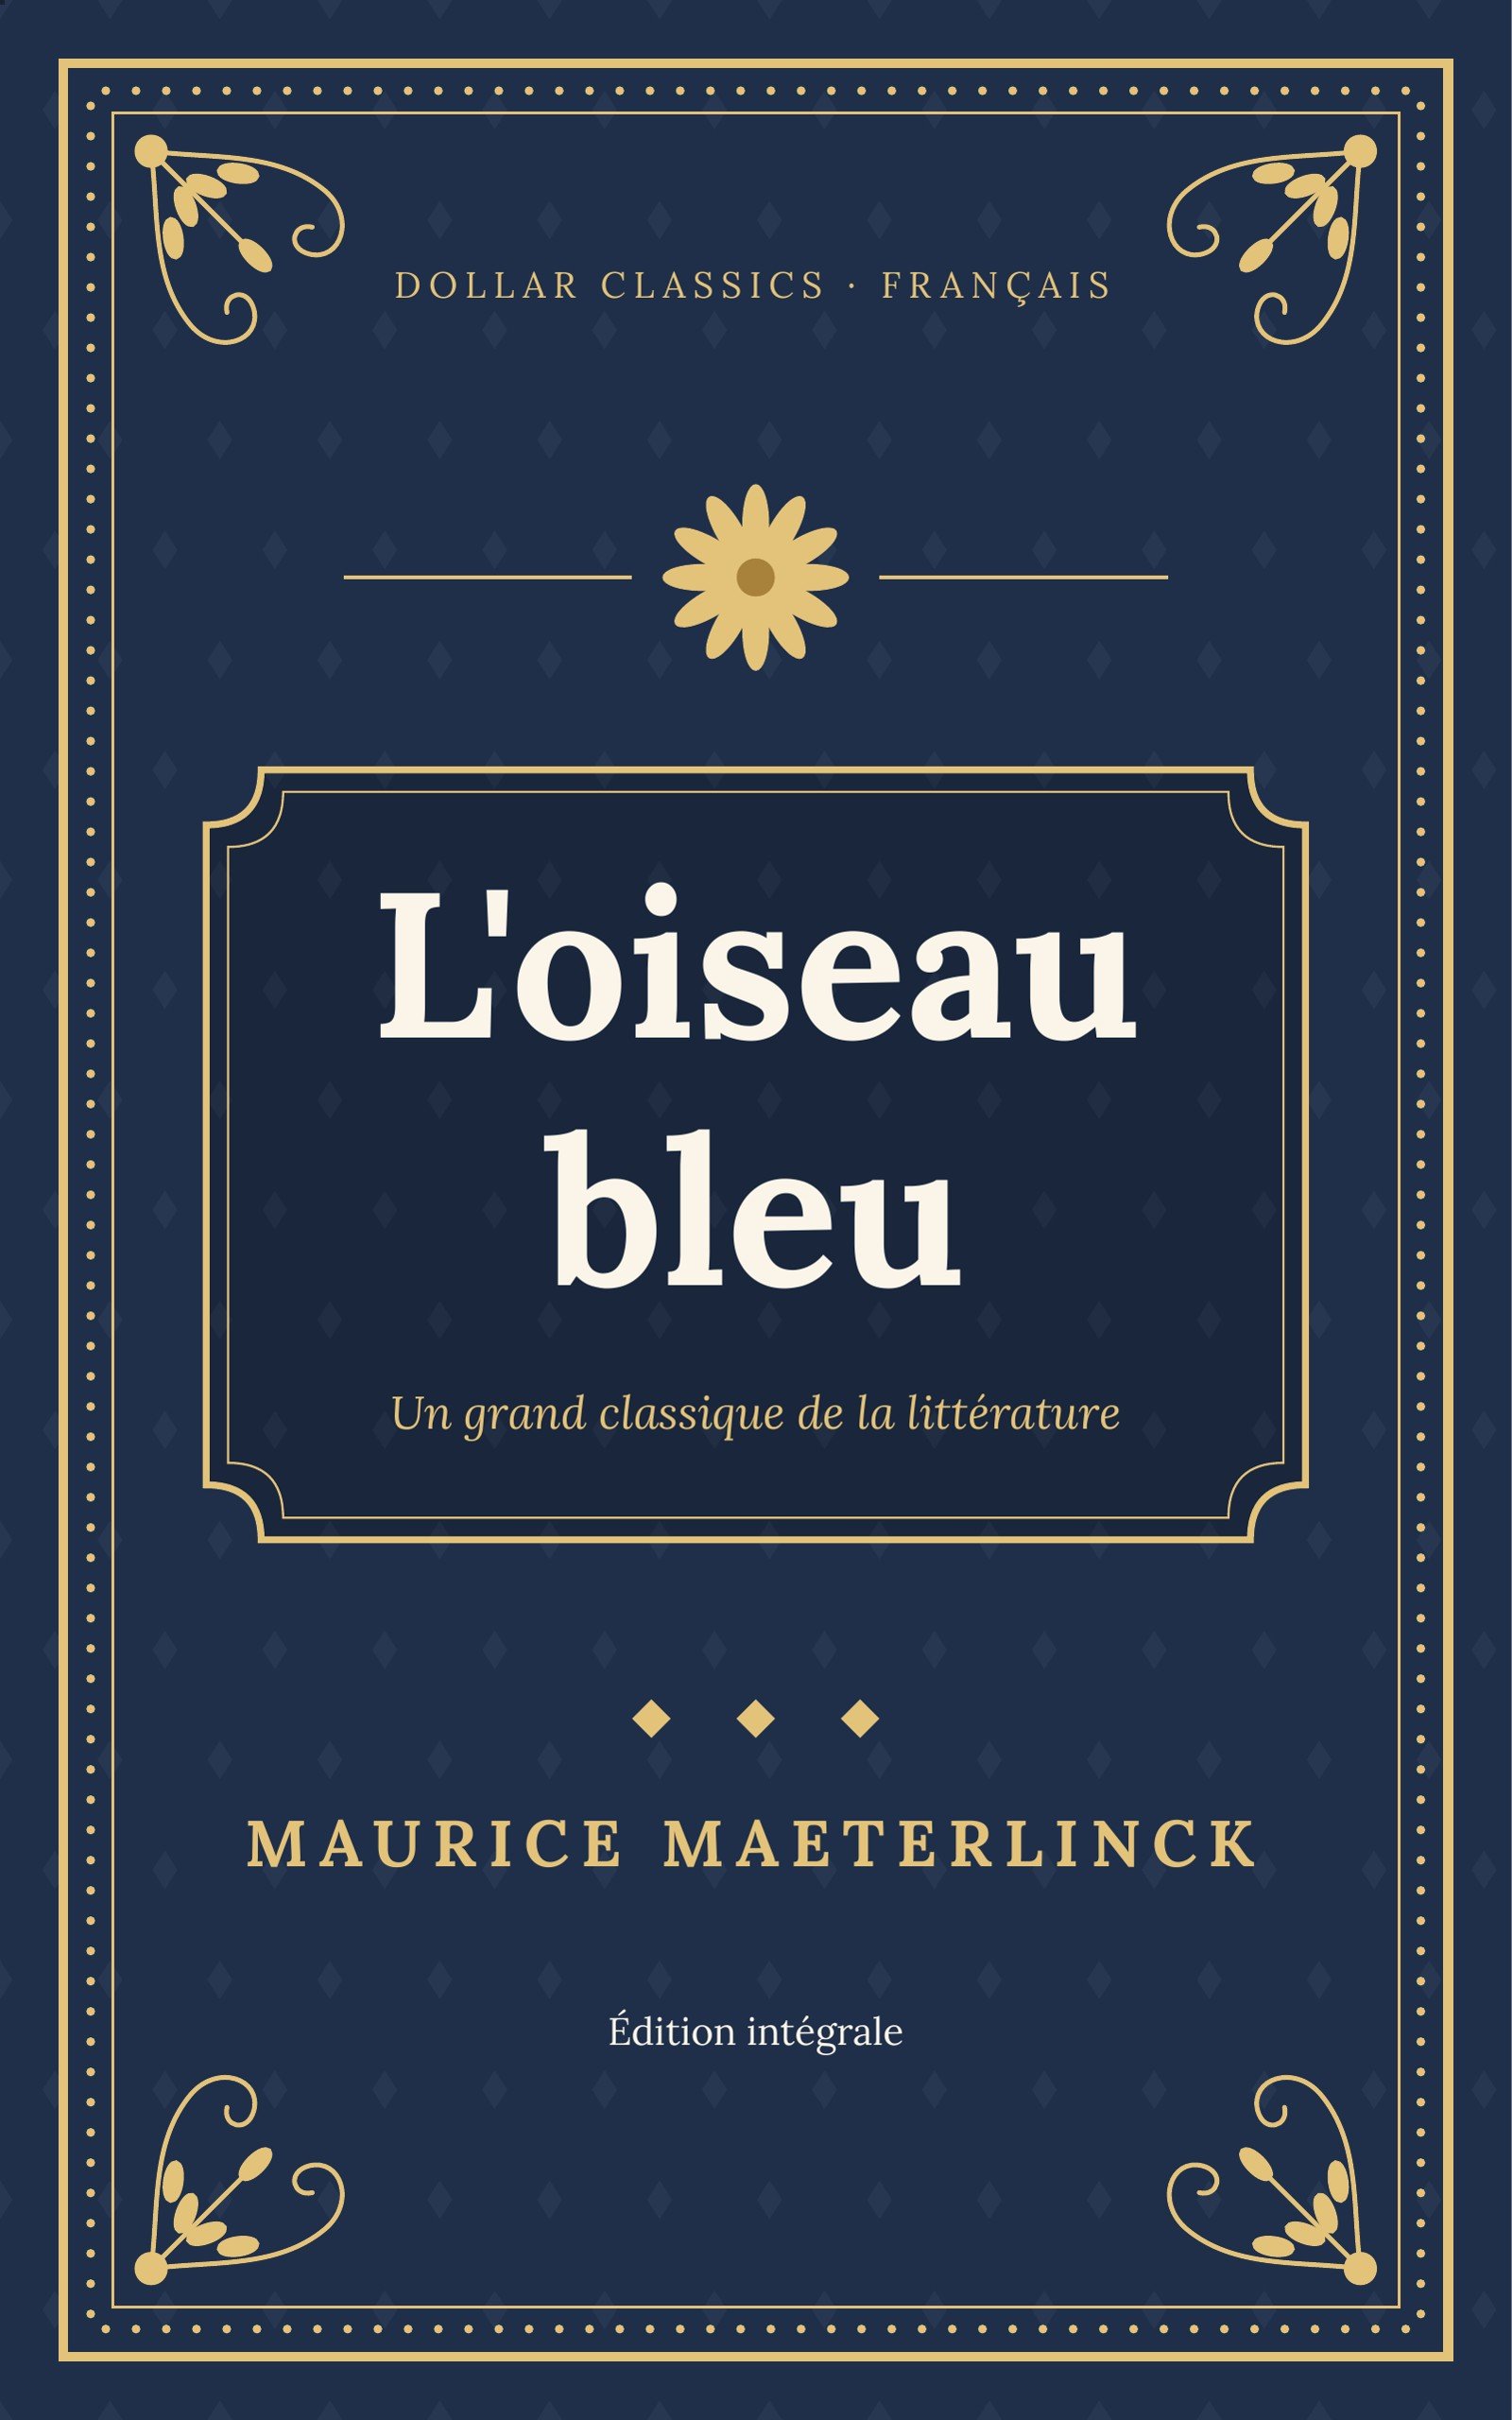 DOLLAR CLASSICS · FRANÇAIS
L'oiseau
bleu
Un grand classique de la littérature
MAURICE MAETERLINCK
Édition intégrale